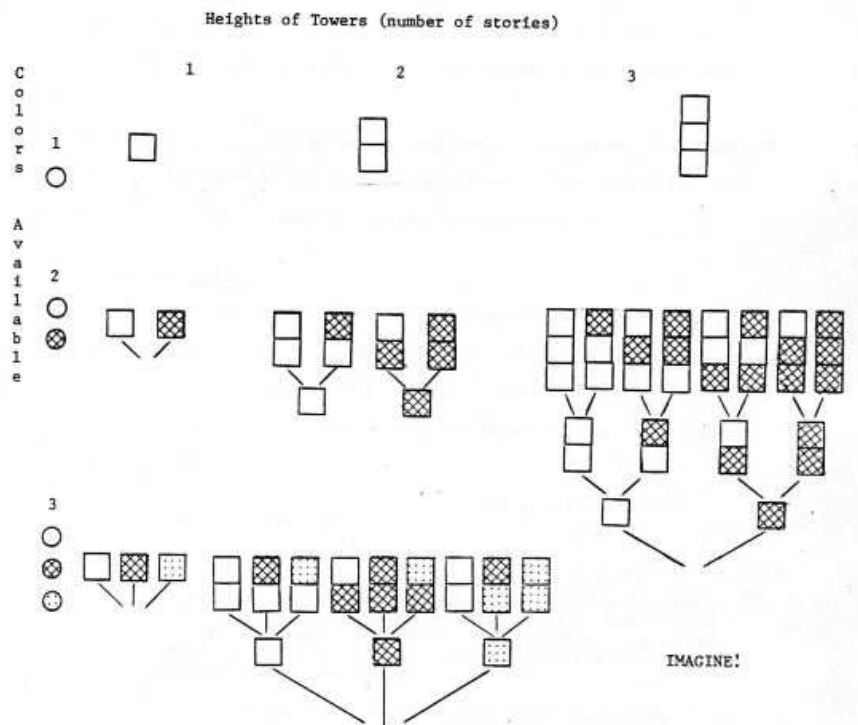 Heights of Towers (number of stories)
1 2 3
Colors
1
Available
2
3
IMAGINE!